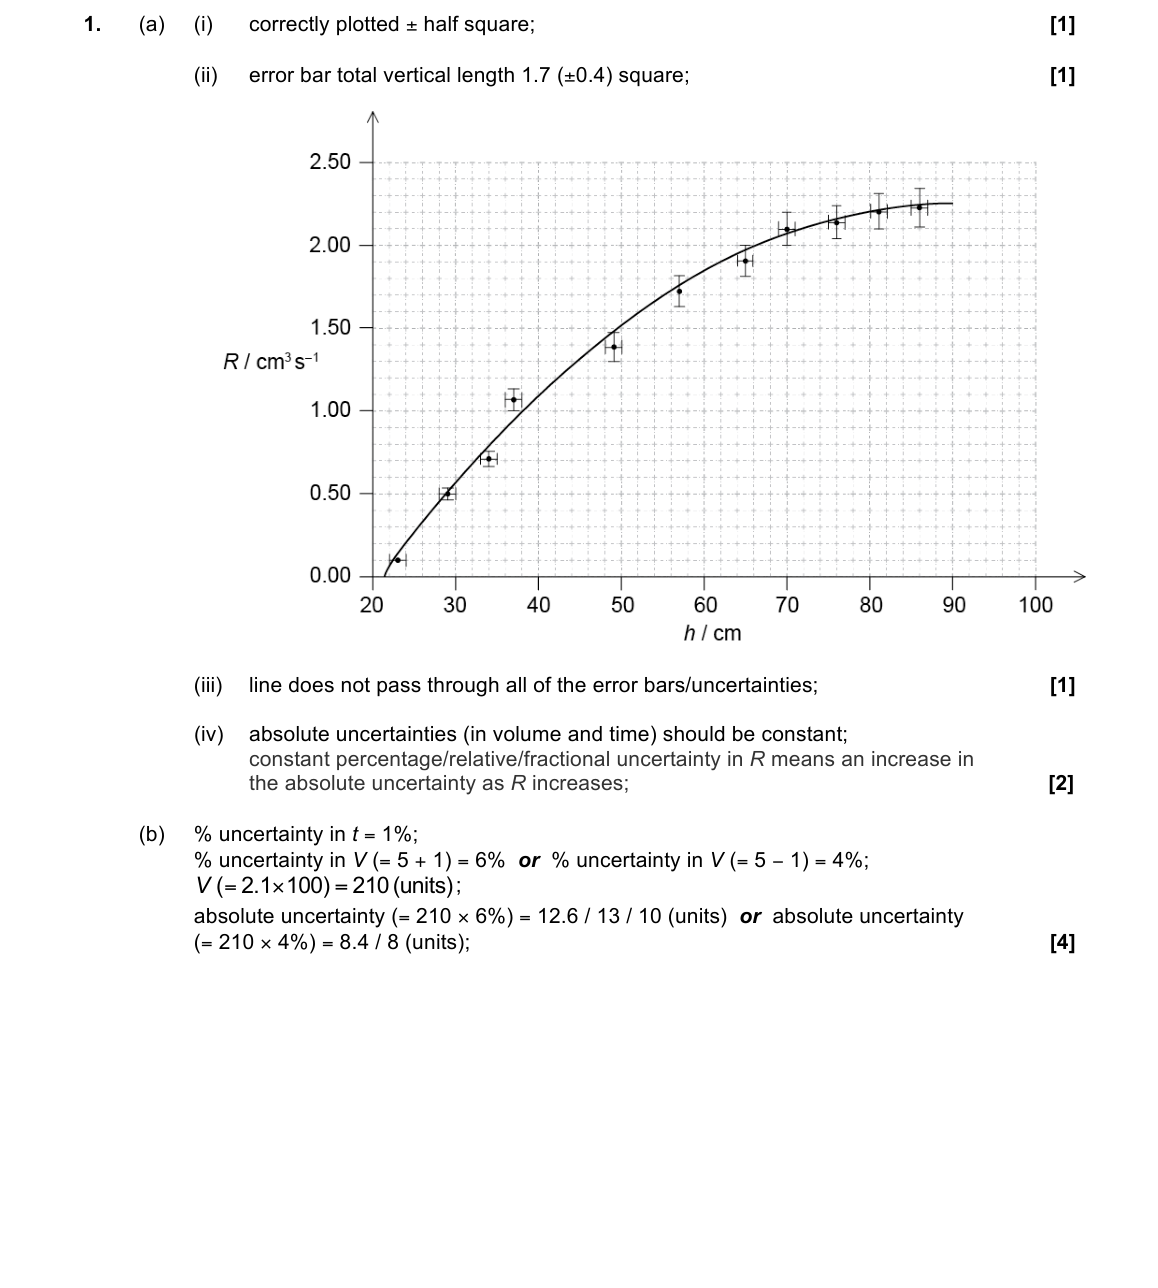 1. (a) (i) correctly plotted ± half square; [1]
(ii) error bar total vertical length 1.7 (±0.4) square; [1]
2.50
2.00
1.50
R / cm³ s⁻¹
1.00
0.50
0.00
20 30 40 50 60 70 80 90 100
h / cm
(iii) line does not pass through all of the error bars/uncertainties; [1]
(iv) absolute uncertainties (in volume and time) should be constant;
constant percentage/relative/fractional uncertainty in R means an increase in
the absolute uncertainty as R increases; [2]
(b) % uncertainty in t = 1%;
% uncertainty in V (= 5 + 1) = 6% or % uncertainty in V (= 5 − 1) = 4%;
V (= 2.1×100) = 210 (units);
absolute uncertainty (= 210 × 6%) = 12.6 / 13 / 10 (units) or absolute uncertainty
(= 210 × 4%) = 8.4 / 8 (units); [4]